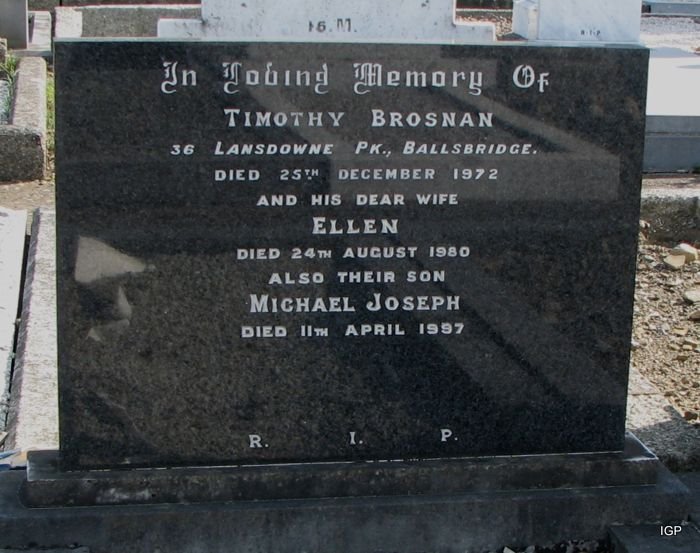 16.M.
R·I·P
In Loving Memory Of
TIMOTHY BROSNAN
36 LANSDOWNE PK., BALLSBRIDGE.
DIED 25TH DECEMBER 1972
AND HIS DEAR WIFE
ELLEN
DIED 24TH AUGUST 1980
ALSO THEIR SON
MICHAEL JOSEPH
DIED 11TH APRIL 1997
R. I. P.
IGP